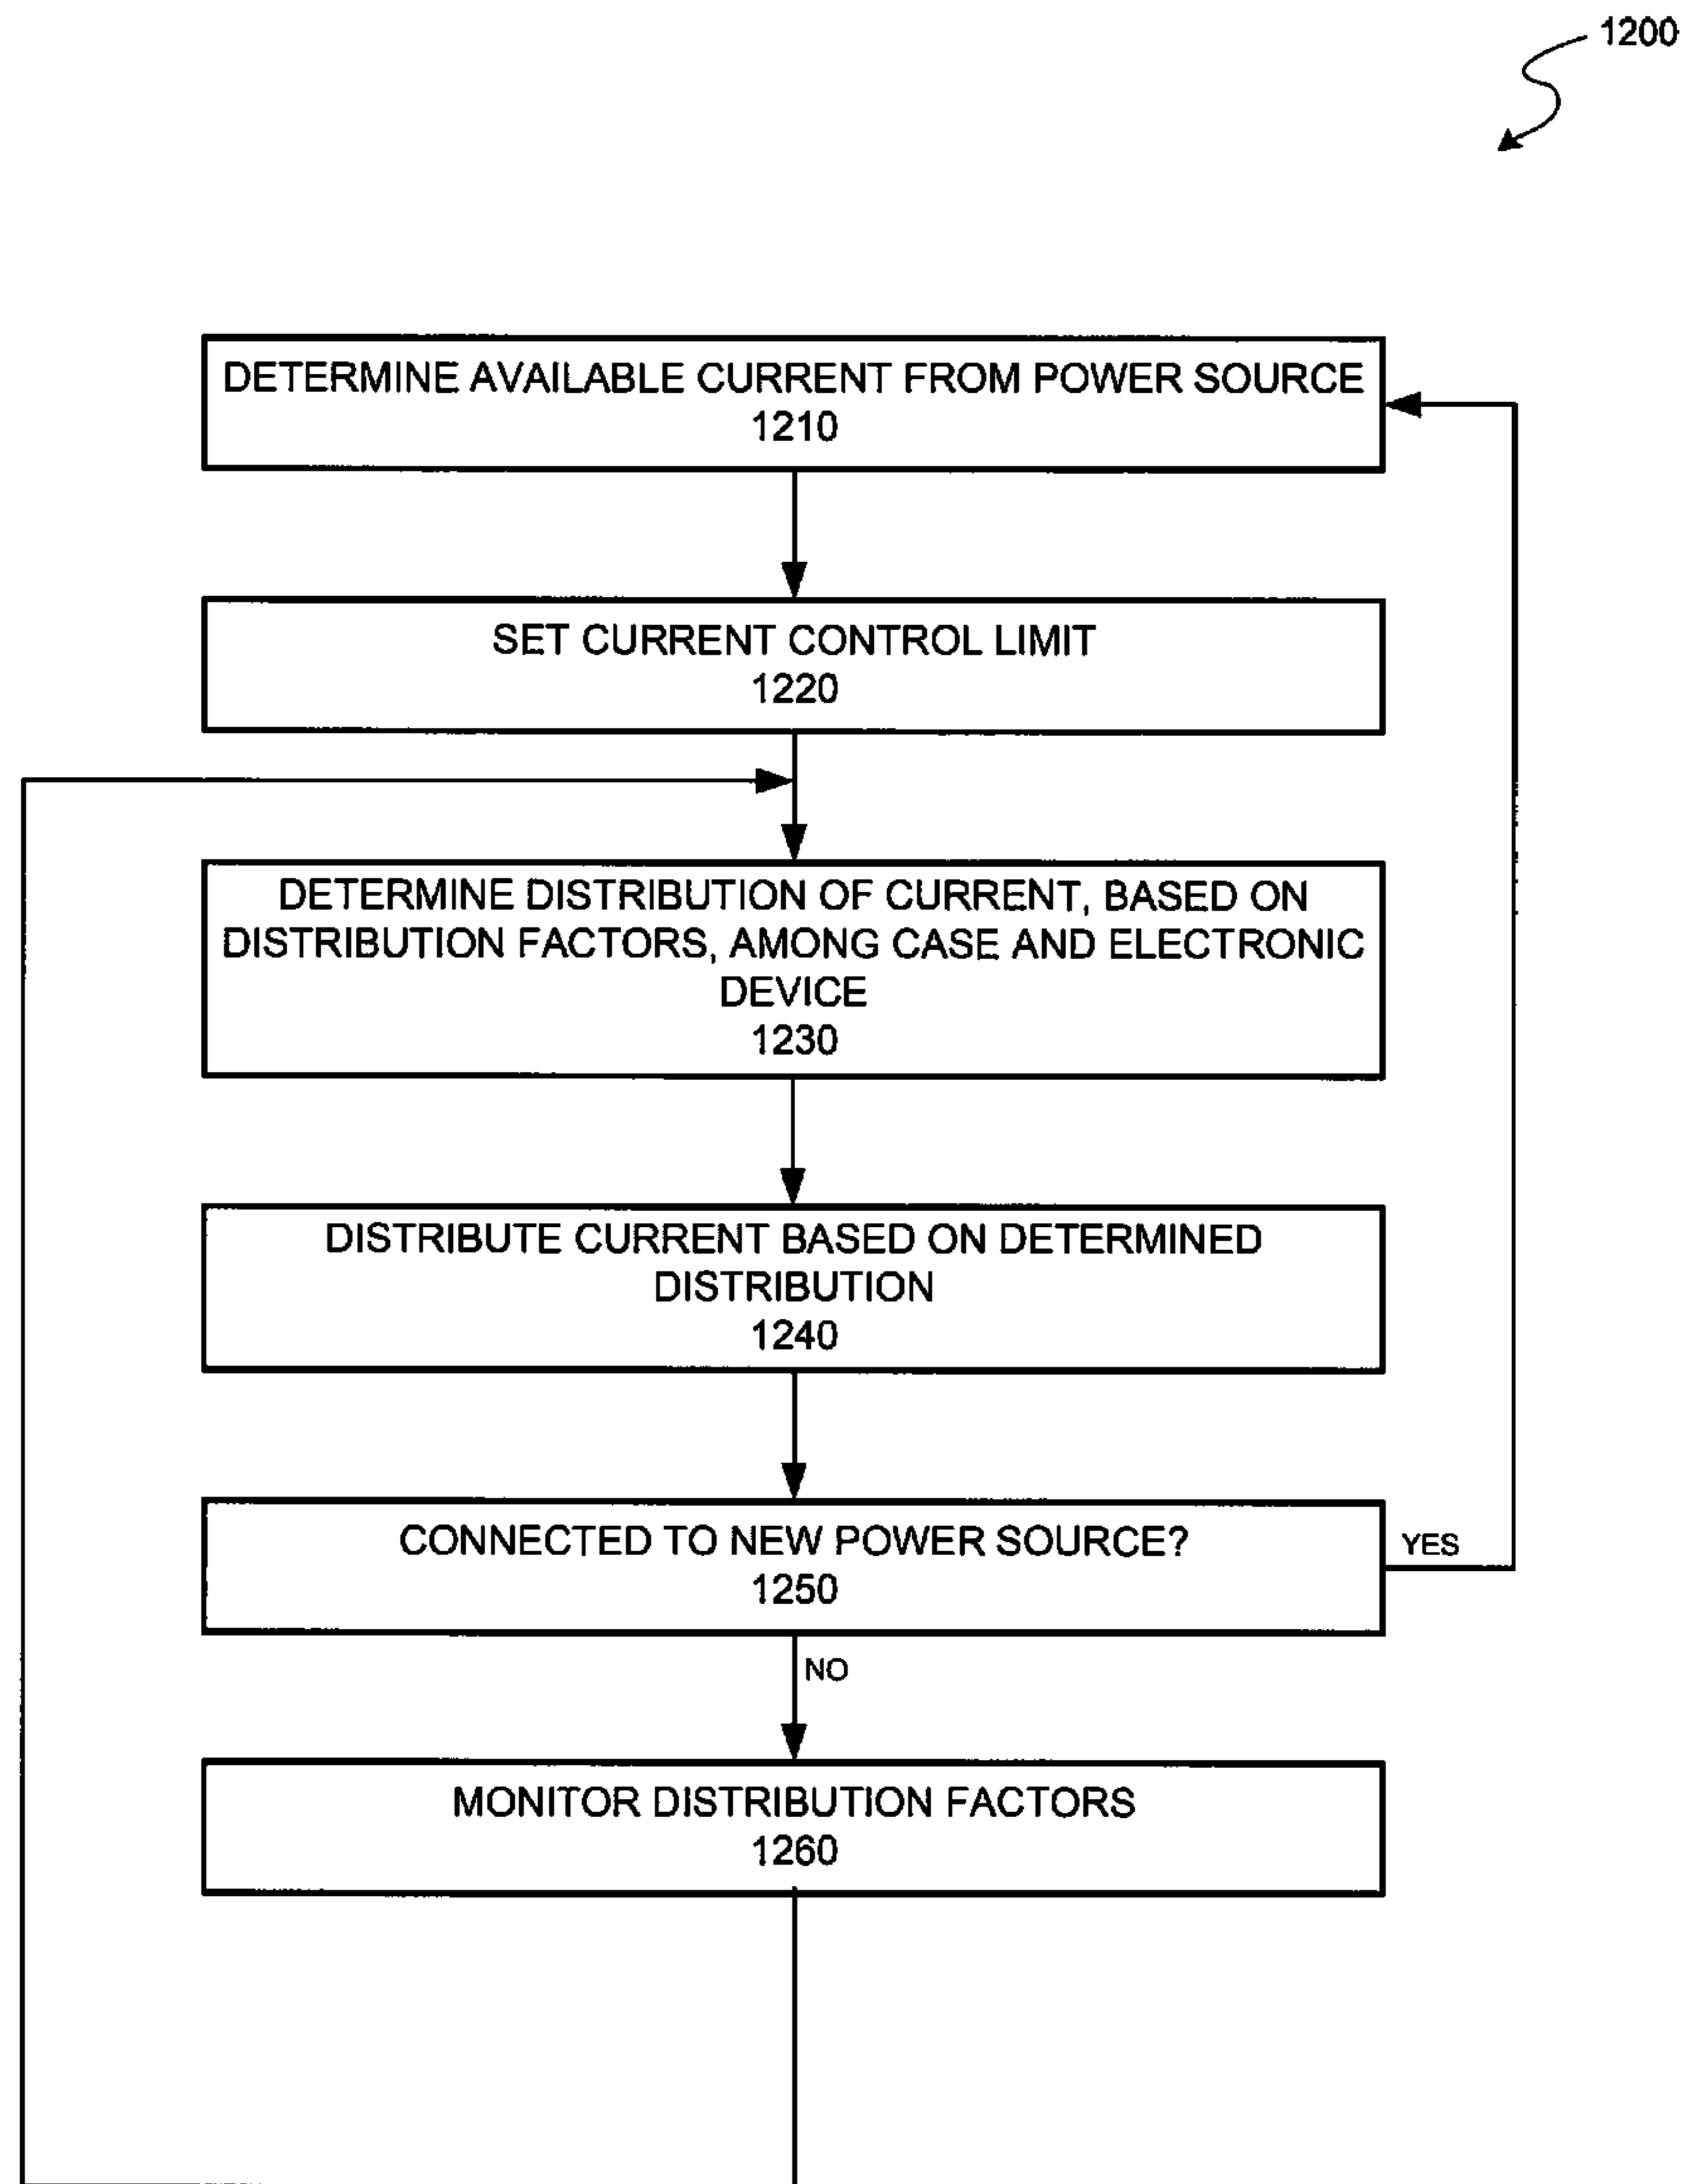 1200
DETERMINE AVAILABLE CURRENT FROM POWER SOURCE
1210
SET CURRENT CONTROL LIMIT
1220
DETERMINE DISTRIBUTION OF CURRENT, BASED ON
DISTRIBUTION FACTORS, AMONG CASE AND ELECTRONIC
DEVICE
1230
DISTRIBUTE CURRENT BASED ON DETERMINED
DISTRIBUTION
1240
CONNECTED TO NEW POWER SOURCE?
1250
YES
NO
MONITOR DISTRIBUTION FACTORS
1260